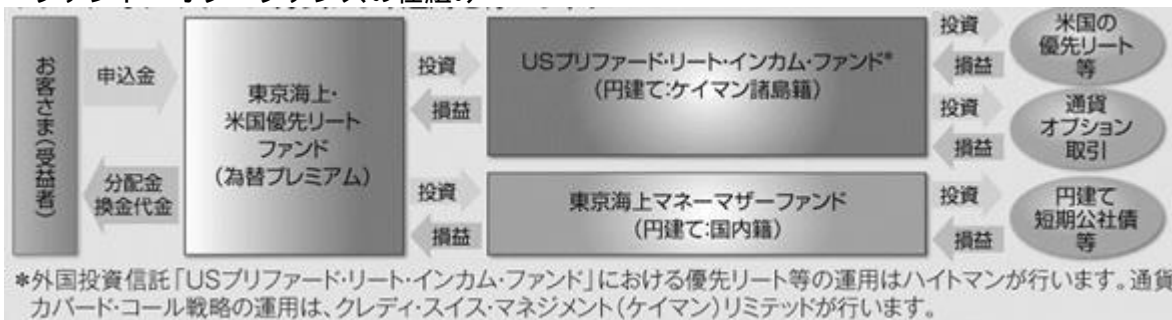 お客さま(受益者)
申込金
分配金
換金代金
東京海上・
米国優先リート
ファンド
(為替プレミアム)
投資
損益
投資
損益
USプリファード・リート・インカム・ファンド*
(円建て:ケイマン諸島籍)
東京海上マネーマザーファンド
(円建て:国内籍)
投資
損益
投資
損益
投資
損益
米国の
優先リート
等
通貨
オプション
取引
円建て
短期公社債
等
*外国投資信託「USプリファード・リート・インカム・ファンド」における優先リート等の運用はハイトマンが行います。通貨
カバード・コール戦略の運用は、クレディ・スイス・マネジメント(ケイマン)リミテッドが行います。